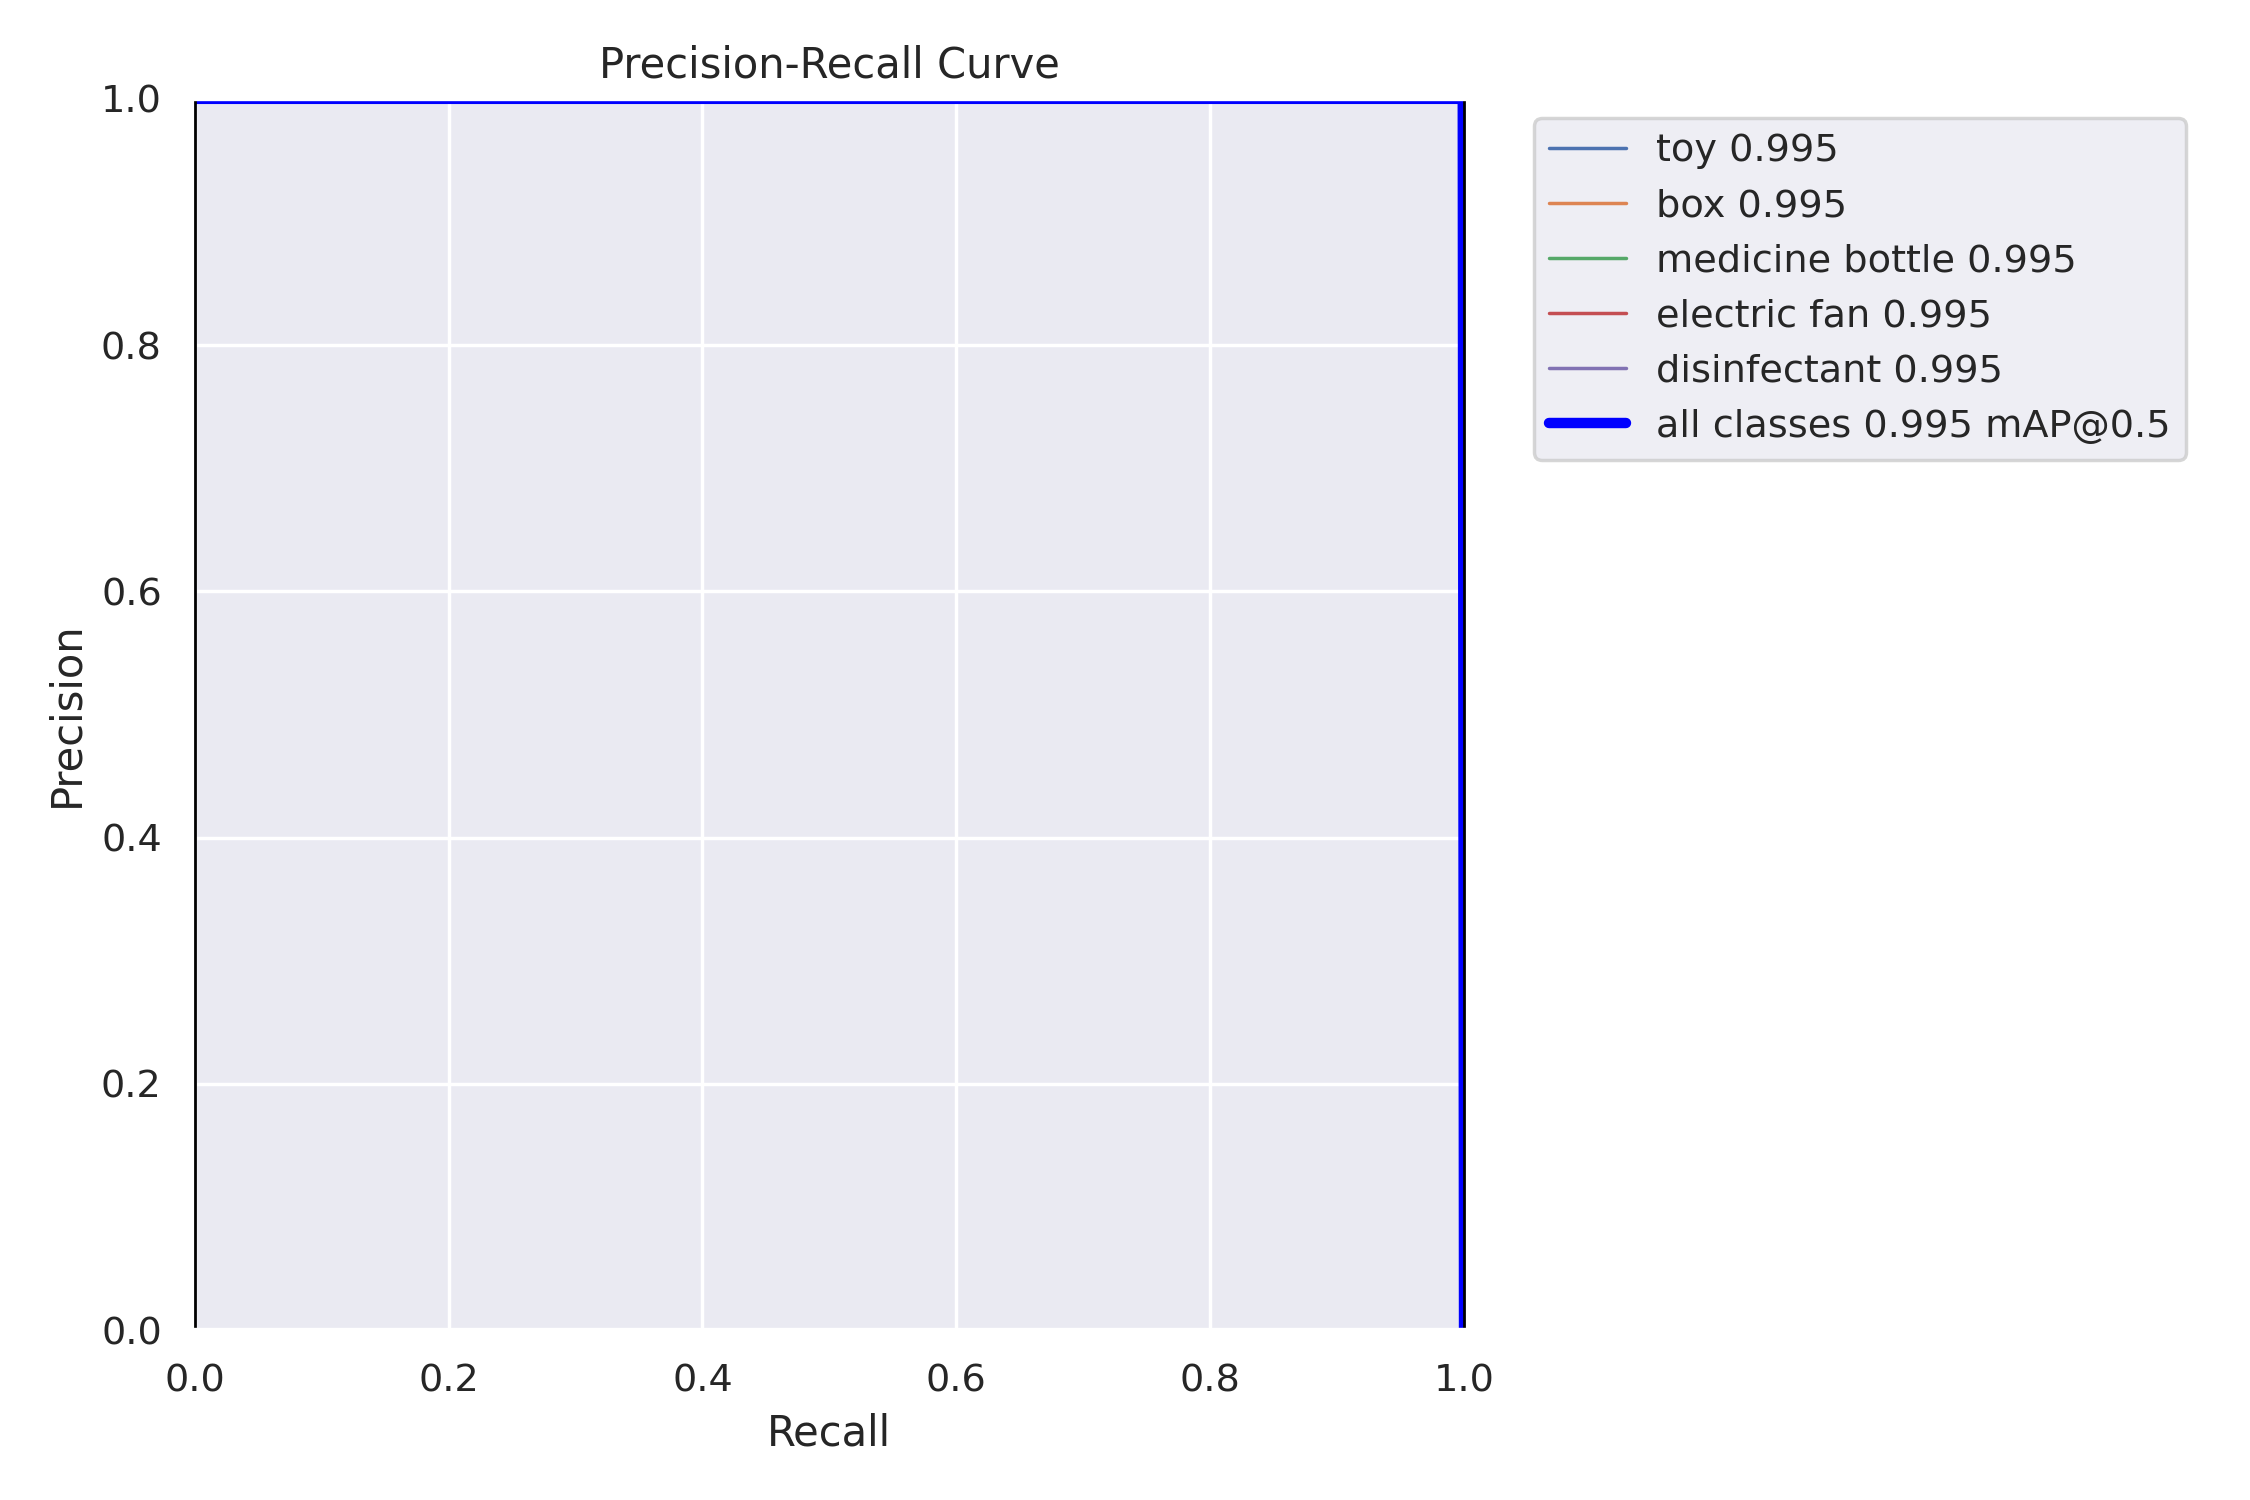 Precision-Recall Curve
1.0
0.8
0.6
0.4
0.2
0.0
Precision
0.0 0.2 0.4 0.6 0.8 1.0
Recall
toy 0.995
box 0.995
medicine bottle 0.995
electric fan 0.995
disinfectant 0.995
all classes 0.995 mAP@0.5